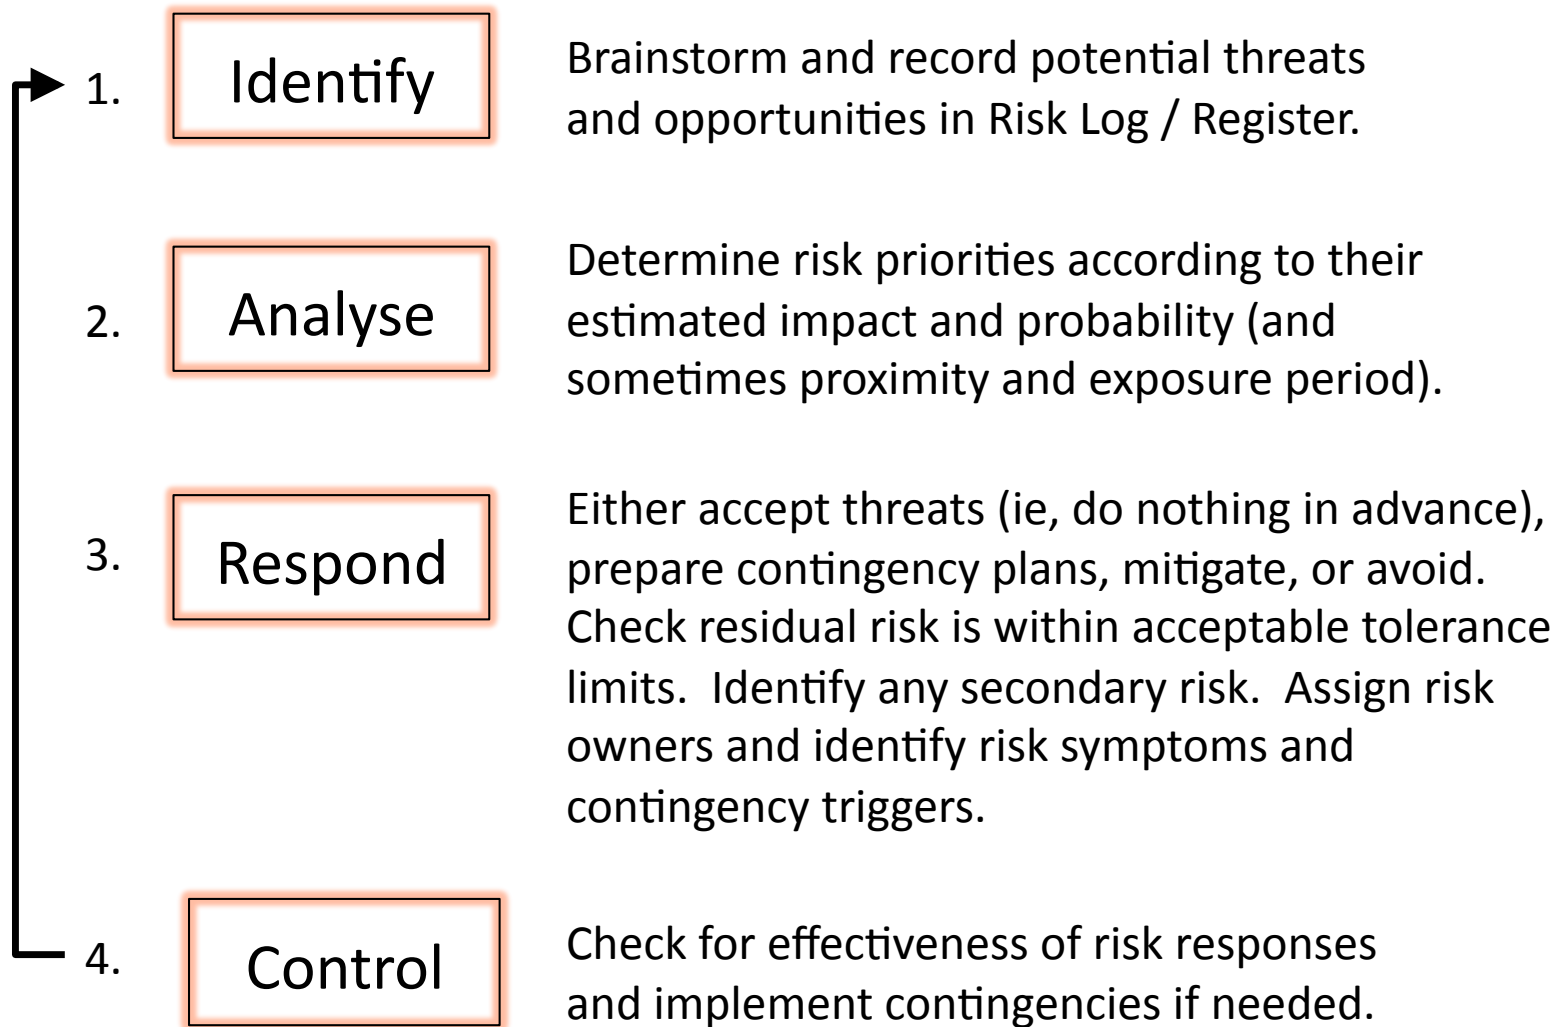 1.
Identify
Brainstorm and record potential threats
and opportunities in Risk Log / Register.
2.
Analyse
Determine risk priorities according to their
estimated impact and probability (and
sometimes proximity and exposure period).
3.
Respond
Either accept threats (ie, do nothing in advance),
prepare contingency plans, mitigate, or avoid.
Check residual risk is within acceptable tolerance
limits.  Identify any secondary risk.  Assign risk
owners and identify risk symptoms and
contingency triggers.
4.
Control
Check for effectiveness of risk responses
and implement contingencies if needed.